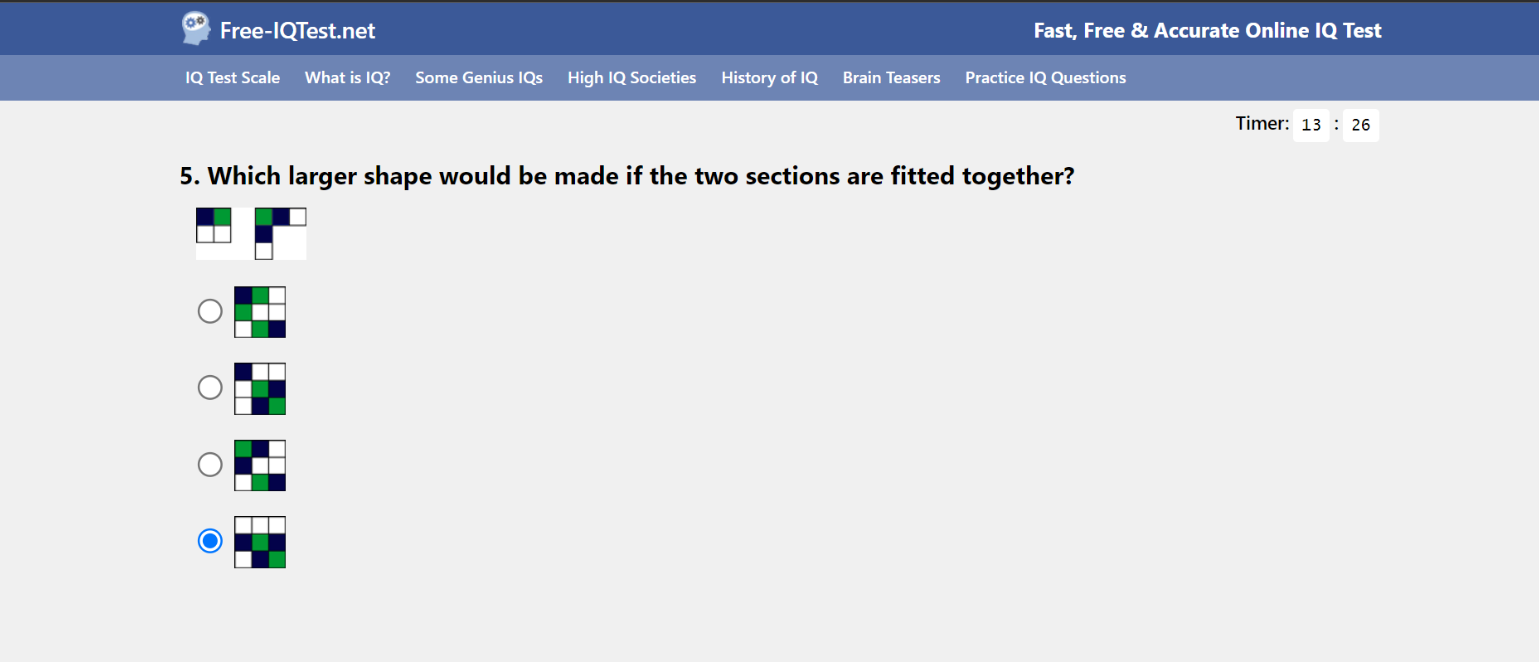 Free-IQTest.net
Fast, Free & Accurate Online IQ Test
IQ Test Scale What is IQ? Some Genius IQs High IQ Societies History of IQ Brain Teasers Practice IQ Questions
Timer: 13 : 26
5. Which larger shape would be made if the two sections are fitted together?